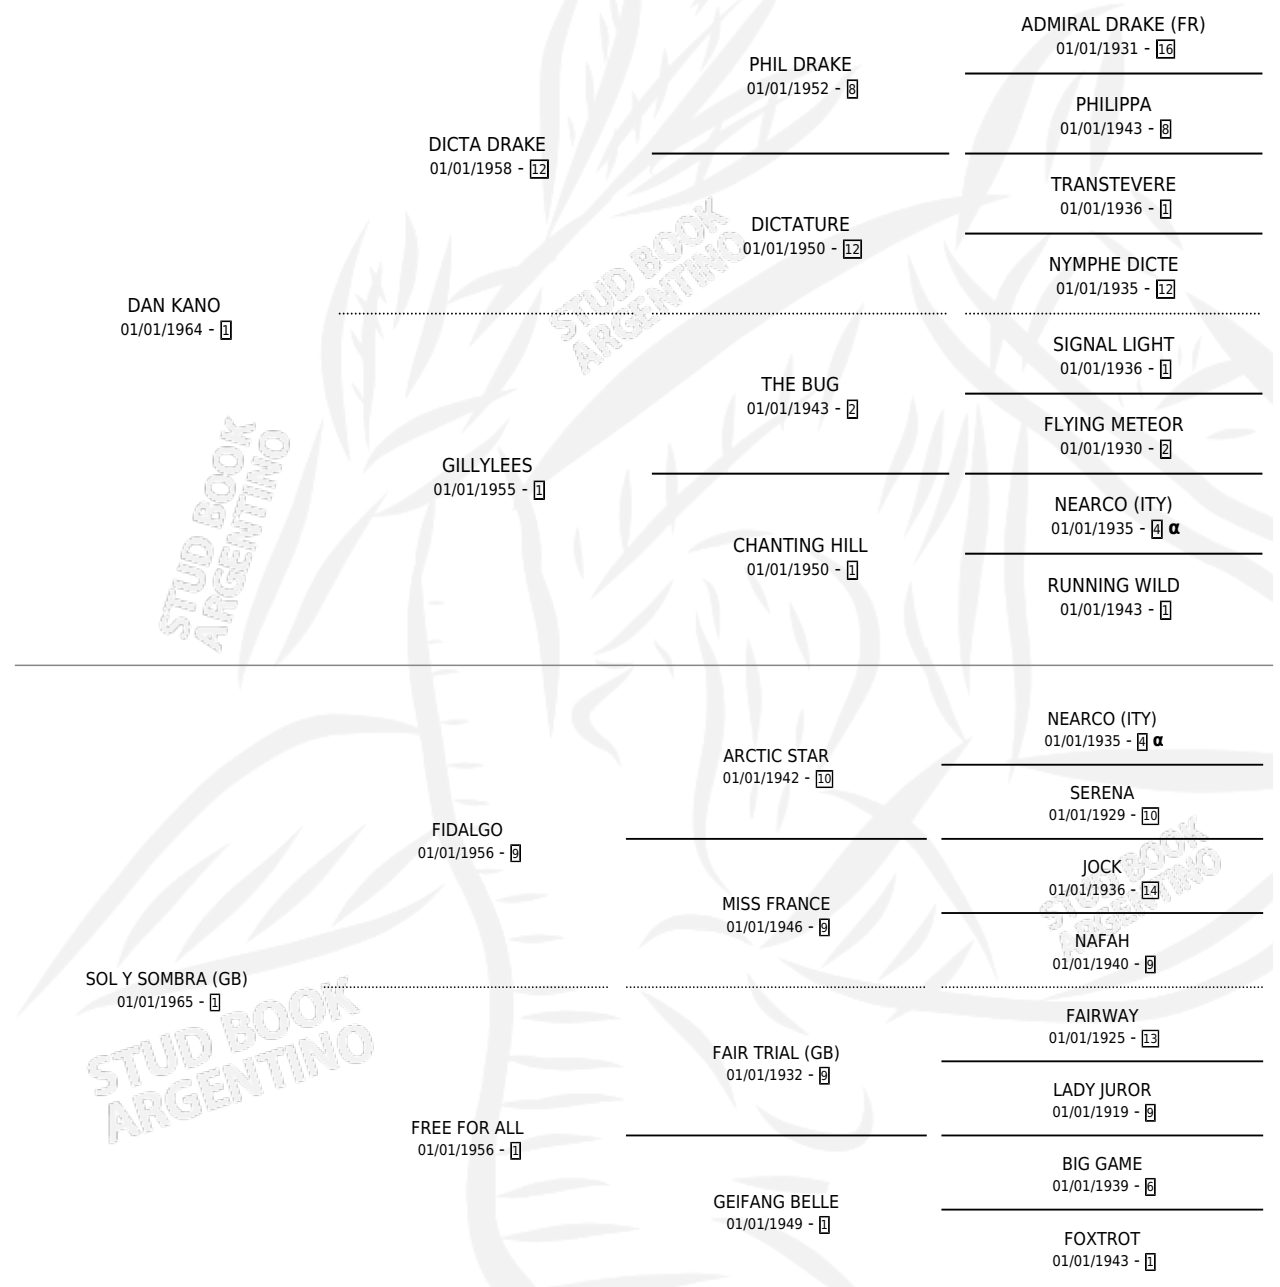 ADMIRAL DRAKE (FR)
01/01/1931 - 16
PHIL DRAKE
01/01/1952 - 8
PHILIPPA
01/01/1943 - 8
DICTA DRAKE
01/01/1958 - 12
TRANSTEVERE
01/01/1936 - 1
DICTATURE
01/01/1950 - 12
NYMPHE DICTE
01/01/1935 - 12
DAN KANO
01/01/1964 - 1
SIGNAL LIGHT
01/01/1936 - 1
THE BUG
01/01/1943 - 2
FLYING METEOR
01/01/1930 - 2
GILLYLEES
01/01/1955 - 1
NEARCO (ITY)
01/01/1935 - 4 α
CHANTING HILL
01/01/1950 - 1
RUNNING WILD
01/01/1943 - 1
NEARCO (ITY)
01/01/1935 - 4 α
ARCTIC STAR
01/01/1942 - 10
SERENA
01/01/1929 - 10
FIDALGO
01/01/1956 - 9
JOCK
01/01/1936 - 14
MISS FRANCE
01/01/1946 - 9
NAFAH
01/01/1940 - 9
SOL Y SOMBRA (GB)
01/01/1965 - 1
FAIRWAY
01/01/1925 - 13
FAIR TRIAL (GB)
01/01/1932 - 9
LADY JUROR
01/01/1919 - 9
FREE FOR ALL
01/01/1956 - 1
BIG GAME
01/01/1939 - 6
GEIFANG BELLE
01/01/1949 - 1
FOXTROT
01/01/1943 - 1
STUD BOOK
ARGENTINO
STUD BOOK
ARGENTINO
STUD BOOK
ARGENTINO
STUD BOOK
ARGENTINO